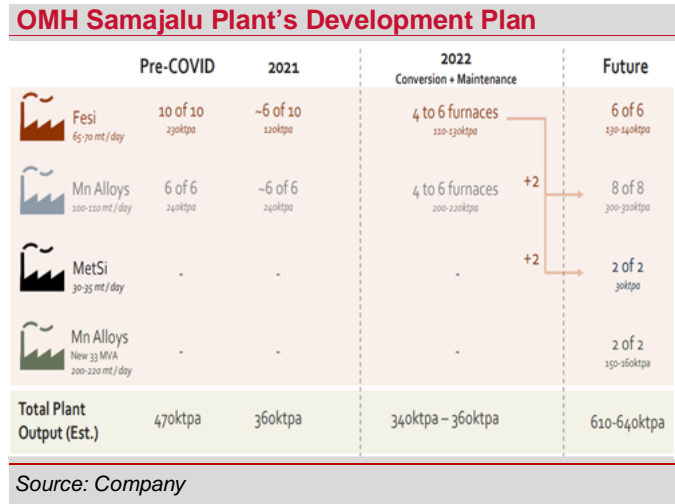 OMH Samajalu Plant's Development Plan
Pre-COVID 2021 2022 Future
Conversion + Maintenance
Fesi 10 of 10 ~6 of 10 4 to 6 furnaces 6 of 6
65-70 mt/day 230ktpa 120ktpa 110-130ktpa 130-140ktpa
+2
Mn Alloys 6 of 6 ~6 of 6 4 to 6 furnaces 8 of 8
100-110 mt/day 240ktpa 240ktpa 200-220ktpa 300-310ktpa
+2
MetSi - - - 2 of 2
30-35 mt/day 30ktpa
Mn Alloys - - - 2 of 2
New 33 MVA 150-160ktpa
200-220 mt/day
Total Plant 470ktpa 360ktpa 340ktpa – 360ktpa 610-640ktpa
Output (Est.)
Source: Company